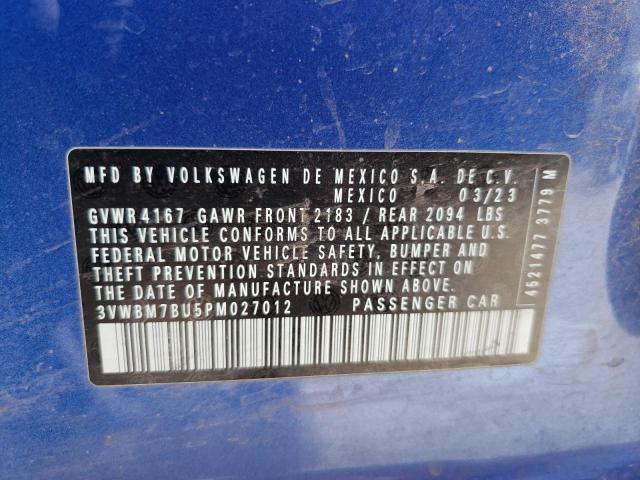 MFD BY VOLKSWAGEN DE MEXICO S.A. DE C.V.
MEXICO 03/23
GVWR 4167 GAWR FRONT 2183 / REAR 2094 LBS
THIS VEHICLE CONFORMS TO ALL APPLICABLE U.S.
FEDERAL MOTOR VEHICLE SAFETY, BUMPER AND
THEFT PREVENTION STANDARDS IN EFFECT ON
THE DATE OF MANUFACTURE SHOWN ABOVE.
3VWBM7BU5PM027012 PASSENGER CAR
4521477 3779 M